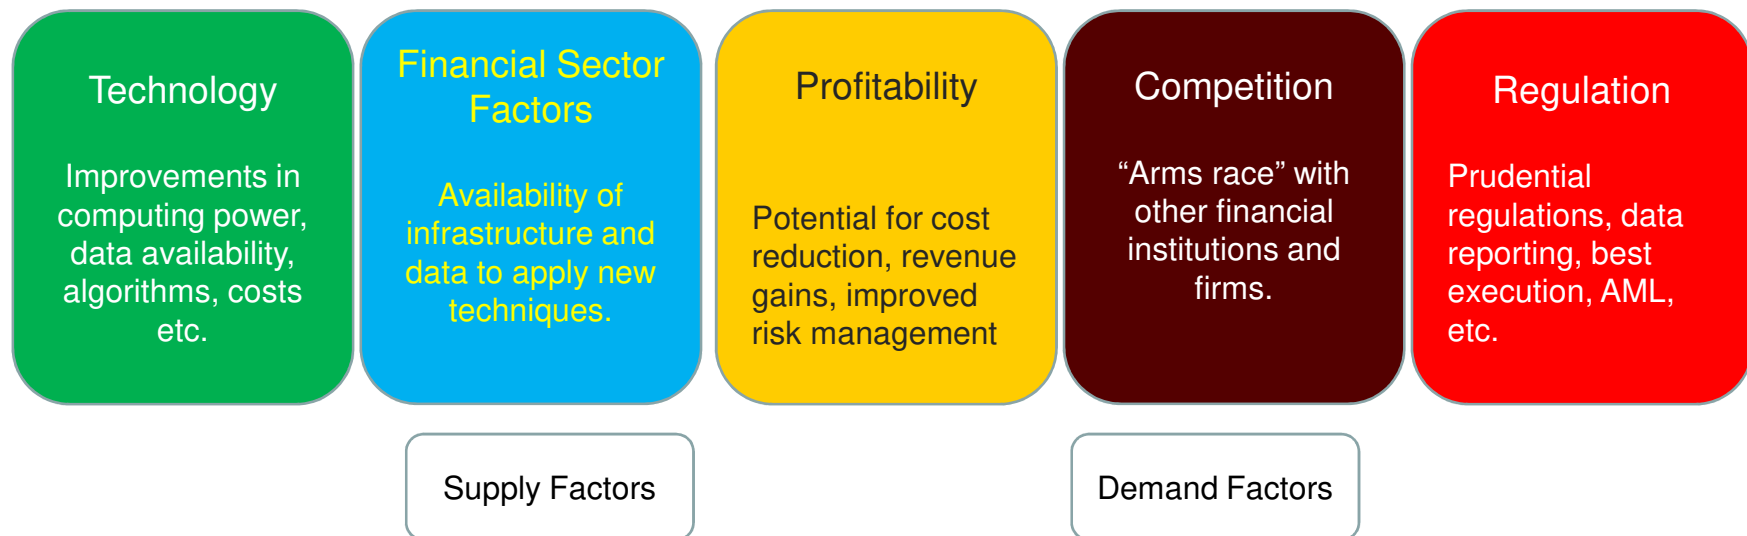 Technology
Improvements in
computing power,
data availability,
algorithms, costs
etc.
Financial Sector
Factors
Availability of
infrastructure and
data to apply new
techniques.
Profitability
Potential for cost
reduction, revenue
gains, improved
risk management
Competition
“Arms race” with
other financial
institutions and
firms.
Regulation
Prudential
regulations, data
reporting, best
execution, AML,
etc.
Supply Factors
Demand Factors